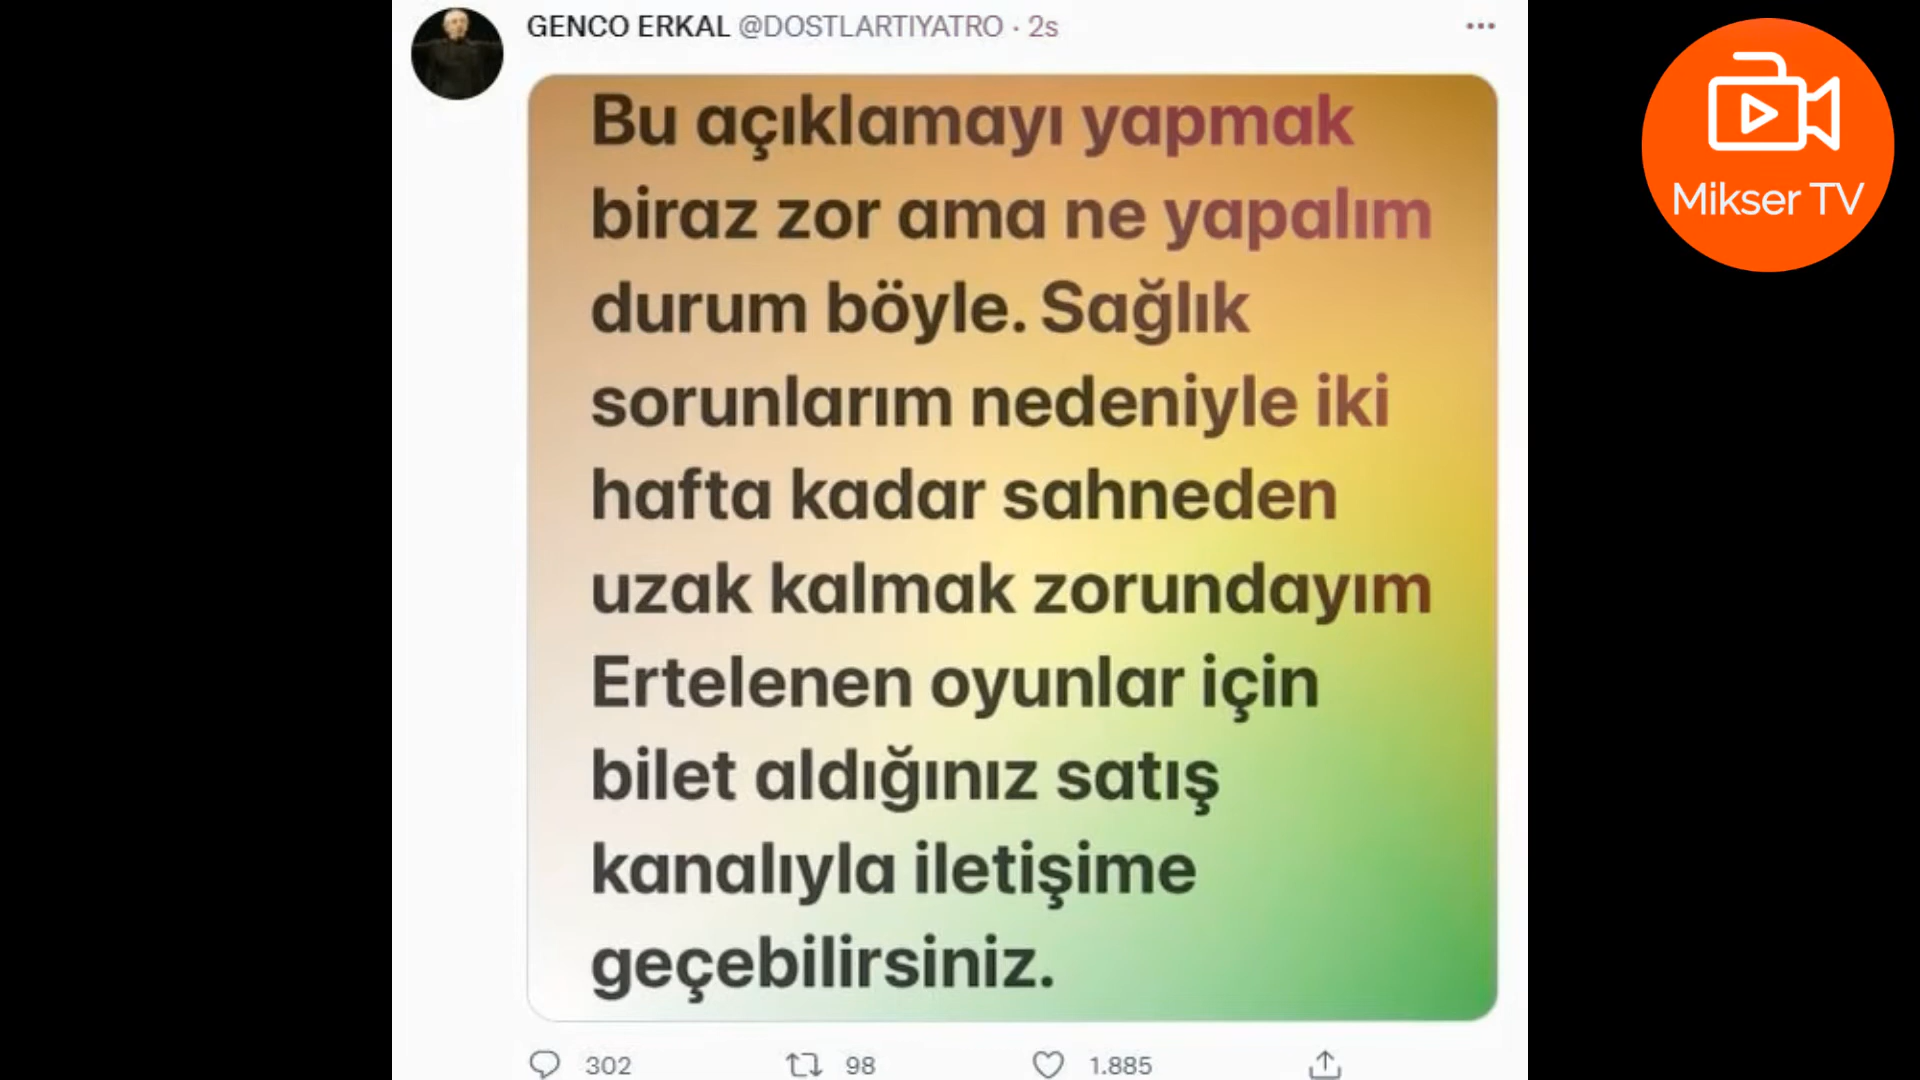 GENCO ERKAL @DOSTLARTIYATRO · 2s
Mikser TV
Bu açıklamayı yapmak
biraz zor ama ne yapalım
durum böyle. Sağlık
sorunlarım nedeniyle iki
hafta kadar sahneden
uzak kalmak zorundayım
Ertelenen oyunlar için
bilet aldığınız satış
kanalıyla iletişime
geçebilirsiniz.
302 98 1.885